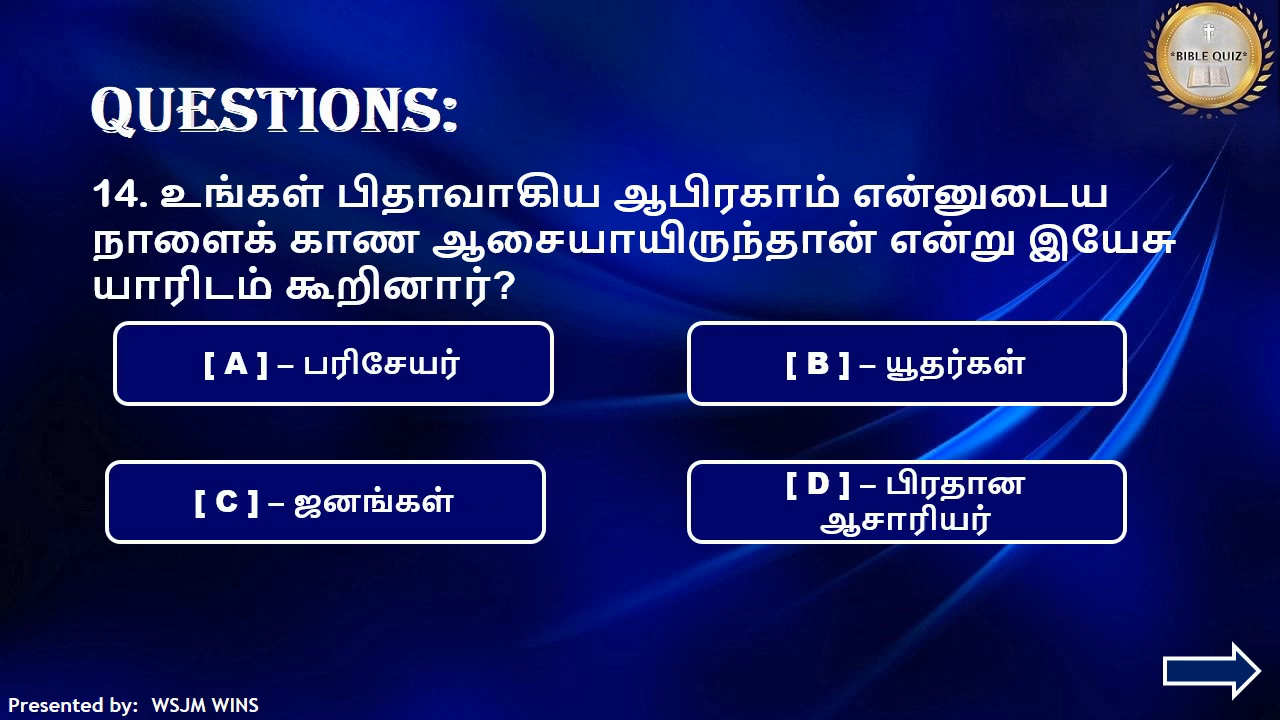 *BIBLE QUIZ*
QUESTIONS:
14. உங்கள் பிதாவாகிய ஆபிரகாம் என்னுடைய
நாளைக் காண ஆசையாயிருந்தான் என்று இயேசு
யாரிடம் கூறினார்?
[ A ] – பரிசேயர்
[ B ] – யூதர்கள்
[ C ] – ஜனங்கள்
[ D ] – பிரதான
ஆசாரியர்
Presented by: WSJM WINS